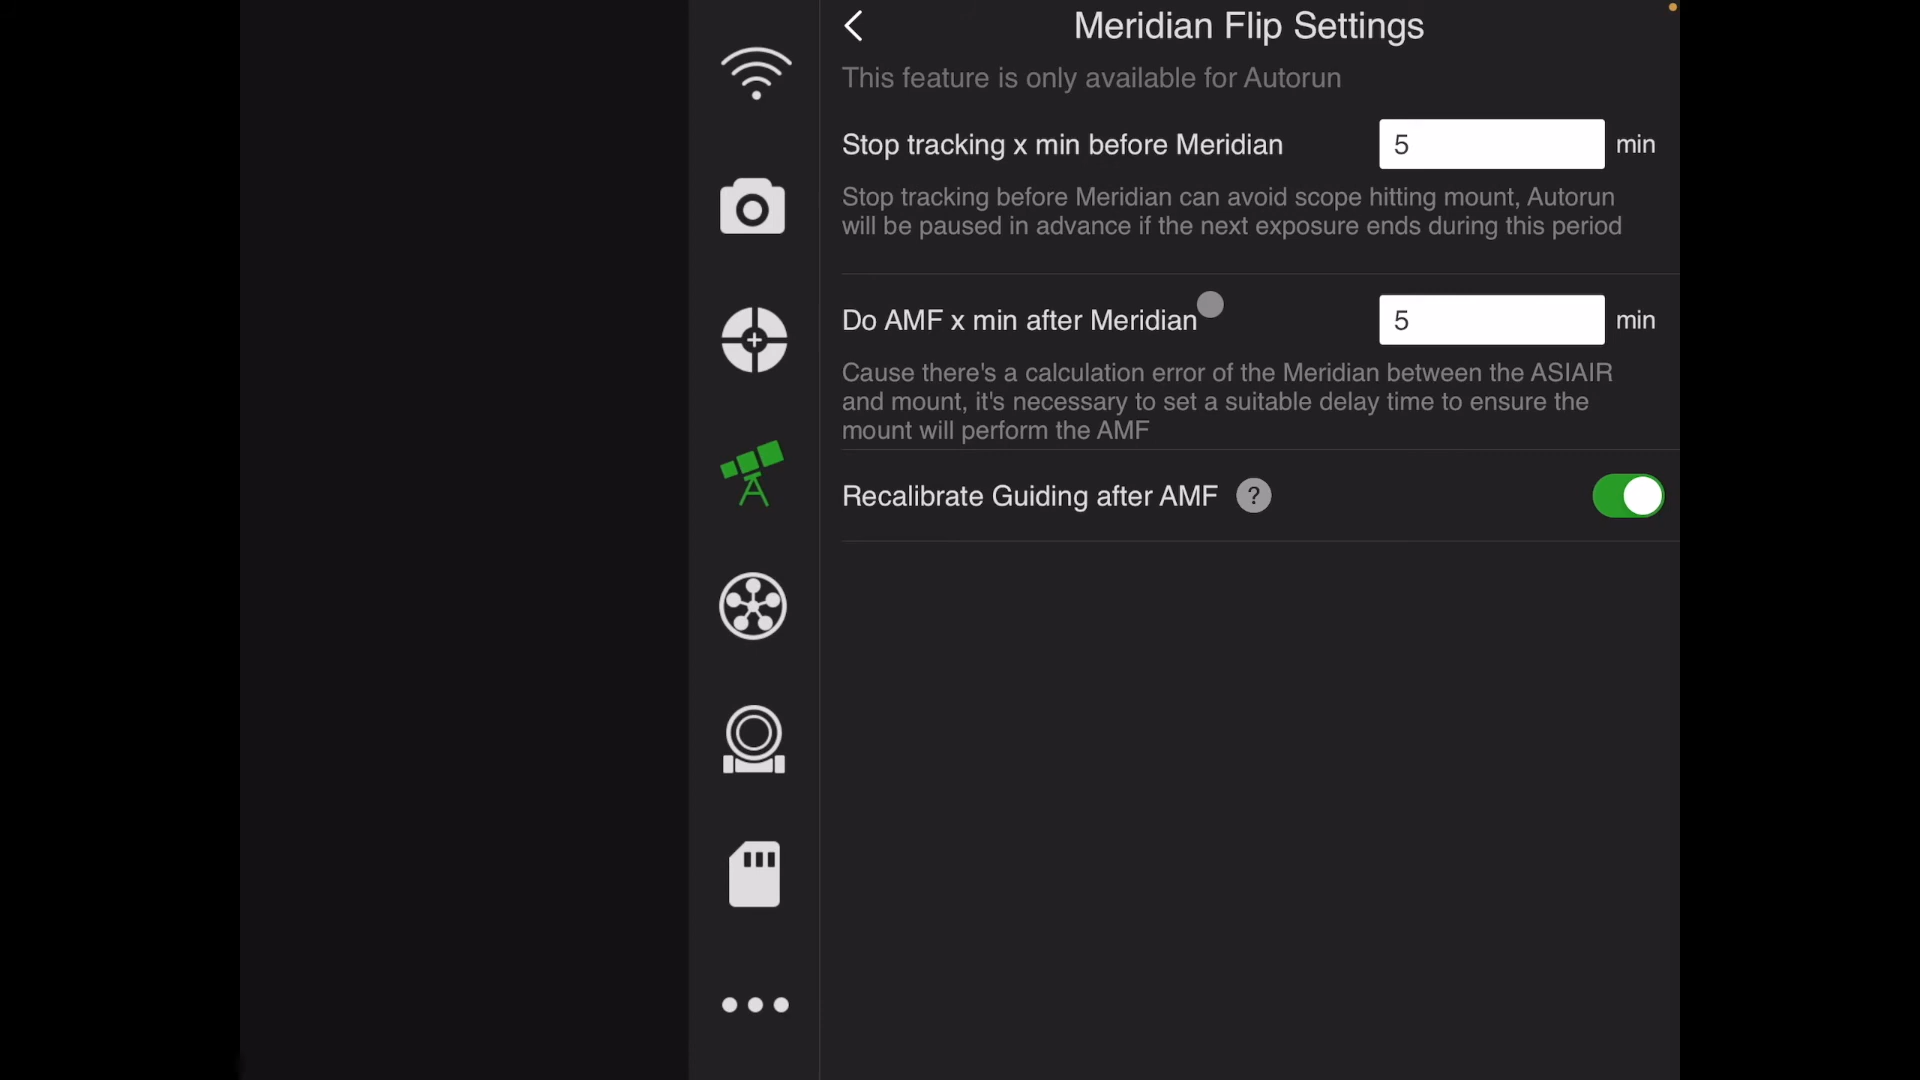 Meridian Flip Settings
This feature is only available for Autorun
Stop tracking x min before Meridian 5 min
Stop tracking before Meridian can avoid scope hitting mount, Autorun
will be paused in advance if the next exposure ends during this period
Do AMF x min after Meridian 5 min
Cause there's a calculation error of the Meridian between the ASIAIR
and mount, it's necessary to set a suitable delay time to ensure the
mount will perform the AMF
Recalibrate Guiding after AMF ?